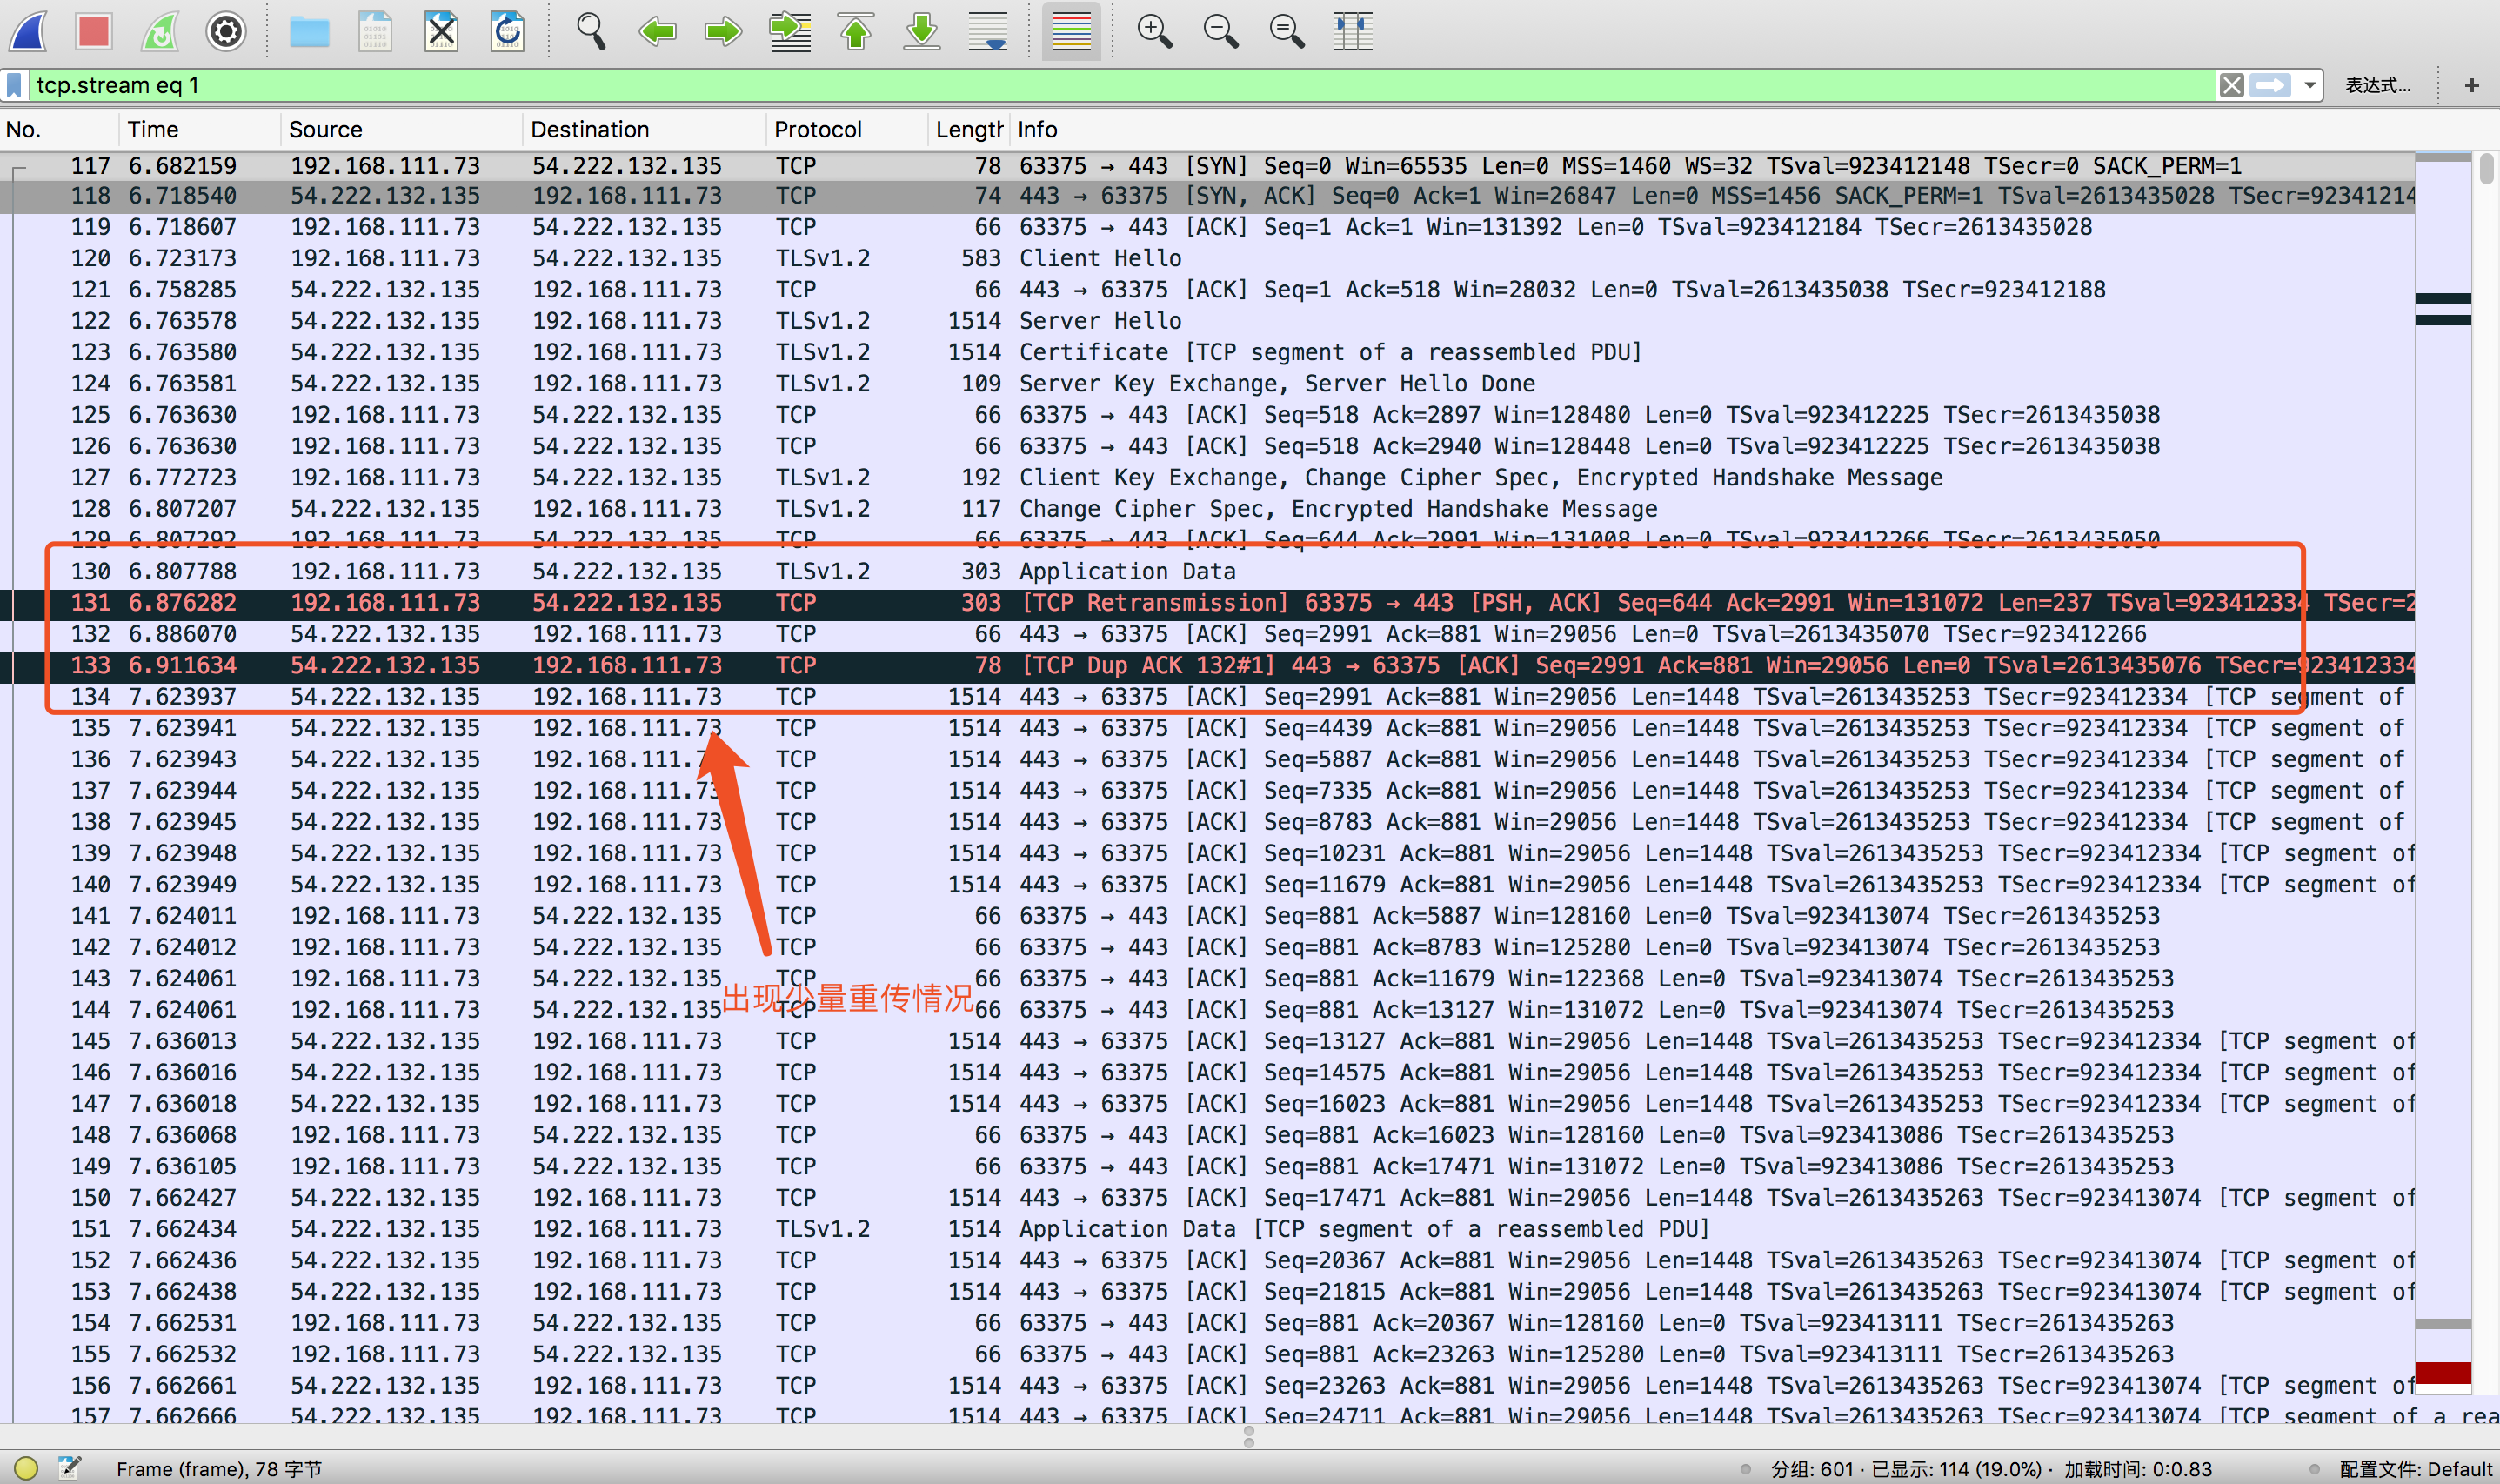 tcp.stream eq 1 表达式… +
No. Time Source Destination Protocol Length Info
117 6.682159 192.168.111.73 54.222.132.135 TCP 78 63375 → 443 [SYN] Seq=0 Win=65535 Len=0 MSS=1460 WS=32 TSval=923412148 TSecr=0 SACK_PERM=1
118 6.718540 54.222.132.135 192.168.111.73 TCP 74 443 → 63375 [SYN, ACK] Seq=0 Ack=1 Win=26847 Len=0 MSS=1456 SACK_PERM=1 TSval=2613435028 TSecr=92341214
119 6.718607 192.168.111.73 54.222.132.135 TCP 66 63375 → 443 [ACK] Seq=1 Ack=1 Win=131392 Len=0 TSval=923412184 TSecr=2613435028
120 6.723173 192.168.111.73 54.222.132.135 TLSv1.2 583 Client Hello
121 6.758285 54.222.132.135 192.168.111.73 TCP 66 443 → 63375 [ACK] Seq=1 Ack=518 Win=28032 Len=0 TSval=2613435038 TSecr=923412188
122 6.763578 54.222.132.135 192.168.111.73 TLSv1.2 1514 Server Hello
123 6.763580 54.222.132.135 192.168.111.73 TLSv1.2 1514 Certificate [TCP segment of a reassembled PDU]
124 6.763581 54.222.132.135 192.168.111.73 TLSv1.2 109 Server Key Exchange, Server Hello Done
125 6.763630 192.168.111.73 54.222.132.135 TCP 66 63375 → 443 [ACK] Seq=518 Ack=2897 Win=128480 Len=0 TSval=923412225 TSecr=2613435038
126 6.763630 192.168.111.73 54.222.132.135 TCP 66 63375 → 443 [ACK] Seq=518 Ack=2940 Win=128448 Len=0 TSval=923412225 TSecr=2613435038
127 6.772723 192.168.111.73 54.222.132.135 TLSv1.2 192 Client Key Exchange, Change Cipher Spec, Encrypted Handshake Message
128 6.807207 54.222.132.135 192.168.111.73 TLSv1.2 117 Change Cipher Spec, Encrypted Handshake Message
129 6.807292 192.168.111.73 54.222.132.135 TCP 66 63375 → 443 [ACK] Seq=644 Ack=2991 Win=131008 Len=0 TSval=923412266 TSecr=2613435050
130 6.807788 192.168.111.73 54.222.132.135 TLSv1.2 303 Application Data
131 6.876282 192.168.111.73 54.222.132.135 TCP 303 [TCP Retransmission] 63375 → 443 [PSH, ACK] Seq=644 Ack=2991 Win=131072 Len=237 TSval=923412334 TSecr=2
132 6.886070 54.222.132.135 192.168.111.73 TCP 66 443 → 63375 [ACK] Seq=2991 Ack=881 Win=29056 Len=0 TSval=2613435070 TSecr=923412266
133 6.911634 54.222.132.135 192.168.111.73 TCP 78 [TCP Dup ACK 132#1] 443 → 63375 [ACK] Seq=2991 Ack=881 Win=29056 Len=0 TSval=2613435076 TSecr=923412334
134 7.623937 54.222.132.135 192.168.111.73 TCP 1514 443 → 63375 [ACK] Seq=2991 Ack=881 Win=29056 Len=1448 TSval=2613435253 TSecr=923412334 [TCP segment of
135 7.623941 54.222.132.135 192.168.111.73 TCP 1514 443 → 63375 [ACK] Seq=4439 Ack=881 Win=29056 Len=1448 TSval=2613435253 TSecr=923412334 [TCP segment of
136 7.623943 54.222.132.135 192.168.111.73 TCP 1514 443 → 63375 [ACK] Seq=5887 Ack=881 Win=29056 Len=1448 TSval=2613435253 TSecr=923412334 [TCP segment of
137 7.623944 54.222.132.135 192.168.111.73 TCP 1514 443 → 63375 [ACK] Seq=7335 Ack=881 Win=29056 Len=1448 TSval=2613435253 TSecr=923412334 [TCP segment of
138 7.623945 54.222.132.135 192.168.111.73 TCP 1514 443 → 63375 [ACK] Seq=8783 Ack=881 Win=29056 Len=1448 TSval=2613435253 TSecr=923412334 [TCP segment of
139 7.623948 54.222.132.135 192.168.111.73 TCP 1514 443 → 63375 [ACK] Seq=10231 Ack=881 Win=29056 Len=1448 TSval=2613435253 TSecr=923412334 [TCP segment of
140 7.623949 54.222.132.135 192.168.111.73 TCP 1514 443 → 63375 [ACK] Seq=11679 Ack=881 Win=29056 Len=1448 TSval=2613435253 TSecr=923412334 [TCP segment of
141 7.624011 192.168.111.73 54.222.132.135 TCP 66 63375 → 443 [ACK] Seq=881 Ack=5887 Win=128160 Len=0 TSval=923413074 TSecr=2613435253
142 7.624012 192.168.111.73 54.222.132.135 TCP 66 63375 → 443 [ACK] Seq=881 Ack=8783 Win=125280 Len=0 TSval=923413074 TSecr=2613435253
143 7.624061 192.168.111.73 54.222.132.135 TCP 66 63375 → 443 [ACK] Seq=881 Ack=11679 Win=122368 Len=0 TSval=923413074 TSecr=2613435253
出现少量重传情况
144 7.624061 192.168.111.73 54.222.132.135 TCP 66 63375 → 443 [ACK] Seq=881 Ack=13127 Win=131072 Len=0 TSval=923413074 TSecr=2613435253
145 7.636013 54.222.132.135 192.168.111.73 TCP 1514 443 → 63375 [ACK] Seq=13127 Ack=881 Win=29056 Len=1448 TSval=2613435253 TSecr=923412334 [TCP segment of
146 7.636016 54.222.132.135 192.168.111.73 TCP 1514 443 → 63375 [ACK] Seq=14575 Ack=881 Win=29056 Len=1448 TSval=2613435253 TSecr=923412334 [TCP segment of
147 7.636018 54.222.132.135 192.168.111.73 TCP 1514 443 → 63375 [ACK] Seq=16023 Ack=881 Win=29056 Len=1448 TSval=2613435253 TSecr=923412334 [TCP segment of
148 7.636068 192.168.111.73 54.222.132.135 TCP 66 63375 → 443 [ACK] Seq=881 Ack=16023 Win=128160 Len=0 TSval=923413086 TSecr=2613435253
149 7.636105 192.168.111.73 54.222.132.135 TCP 66 63375 → 443 [ACK] Seq=881 Ack=17471 Win=131072 Len=0 TSval=923413086 TSecr=2613435253
150 7.662427 54.222.132.135 192.168.111.73 TCP 1514 443 → 63375 [ACK] Seq=17471 Ack=881 Win=29056 Len=1448 TSval=2613435263 TSecr=923413074 [TCP segment of
151 7.662434 54.222.132.135 192.168.111.73 TLSv1.2 1514 Application Data [TCP segment of a reassembled PDU]
152 7.662436 54.222.132.135 192.168.111.73 TCP 1514 443 → 63375 [ACK] Seq=20367 Ack=881 Win=29056 Len=1448 TSval=2613435263 TSecr=923413074 [TCP segment of
153 7.662438 54.222.132.135 192.168.111.73 TCP 1514 443 → 63375 [ACK] Seq=21815 Ack=881 Win=29056 Len=1448 TSval=2613435263 TSecr=923413074 [TCP segment of
154 7.662531 192.168.111.73 54.222.132.135 TCP 66 63375 → 443 [ACK] Seq=881 Ack=20367 Win=128160 Len=0 TSval=923413111 TSecr=2613435263
155 7.662532 192.168.111.73 54.222.132.135 TCP 66 63375 → 443 [ACK] Seq=881 Ack=23263 Win=125280 Len=0 TSval=923413111 TSecr=2613435263
156 7.662661 54.222.132.135 192.168.111.73 TCP 1514 443 → 63375 [ACK] Seq=23263 Ack=881 Win=29056 Len=1448 TSval=2613435263 TSecr=923413074 [TCP segment of
157 7.662666 54.222.132.135 192.168.111.73 TCP 1514 443 → 63375 [ACK] Seq=24711 Ack=881 Win=29056 Len=1448 TSval=2613435263 TSecr=923413074 [TCP segment of a rea
Frame (frame), 78 字节 分组: 601 · 已显示: 114 (19.0%) · 加载时间: 0:0.83 配置文件: Default